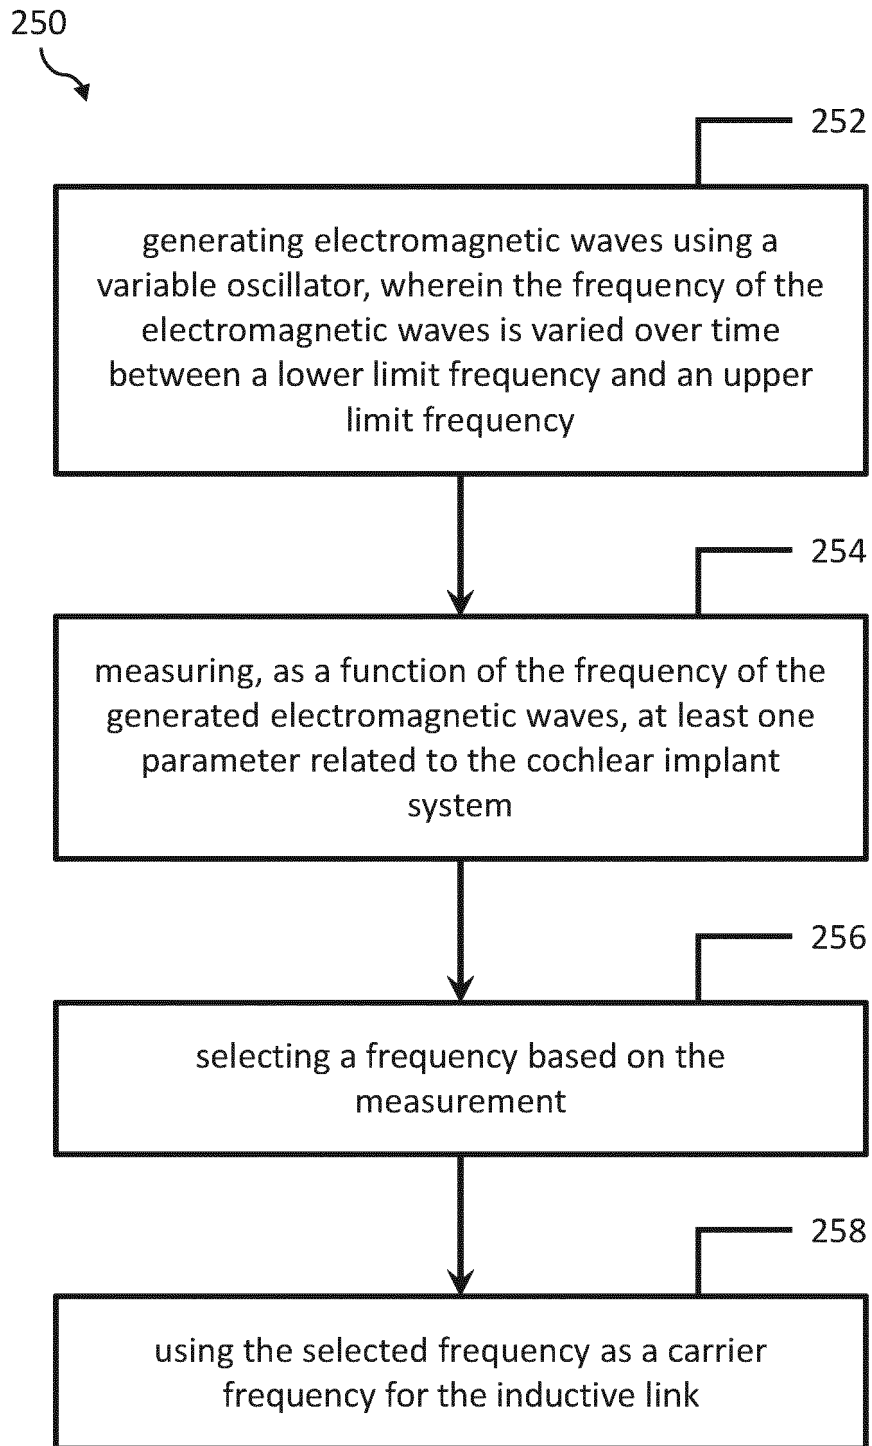 250
252
generating electromagnetic waves using a
variable oscillator, wherein the frequency of the
electromagnetic waves is varied over time
between a lower limit frequency and an upper
limit frequency
254
measuring, as a function of the frequency of the
generated electromagnetic waves, at least one
parameter related to the cochlear implant
system
256
selecting a frequency based on the
measurement
258
using the selected frequency as a carrier
frequency for the inductive link